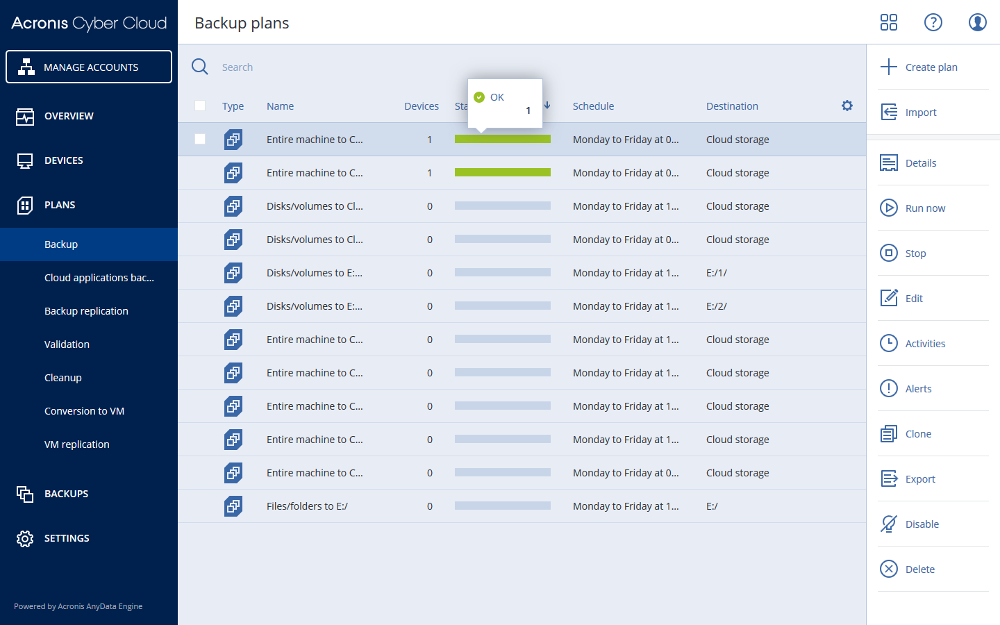 Acronis Cyber Cloud
Backup plans
MANAGE ACCOUNTS
OVERVIEW
DEVICES
PLANS
Backup
Cloud applications bac...
Backup replication
Validation
Cleanup
Conversion to VM
VM replication
BACKUPS
SETTINGS
Powered by Acronis AnyData Engine
Search
OK
1
Type Name Devices Sta Schedule Destination
Entire machine to C... 1 Monday to Friday at 0... Cloud storage
Entire machine to C... 1 Monday to Friday at 0... Cloud storage
Disks/volumes to Cl... 0 Monday to Friday at 1... Cloud storage
Disks/volumes to Cl... 0 Monday to Friday at 0... Cloud storage
Disks/volumes to E:... 0 Monday to Friday at 1... E:/1/
Disks/volumes to E:... 0 Monday to Friday at 1... E:/2/
Entire machine to C... 0 Monday to Friday at 1... Cloud storage
Entire machine to C... 0 Monday to Friday at 1... Cloud storage
Entire machine to C... 0 Monday to Friday at 1... Cloud storage
Entire machine to C... 0 Monday to Friday at 1... Cloud storage
Entire machine to C... 0 Monday to Friday at 0... Cloud storage
Files/folders to E:/ 0 Monday to Friday at 1... E:/
Create plan
Import
Details
Run now
Stop
Edit
Activities
Alerts
Clone
Export
Disable
Delete